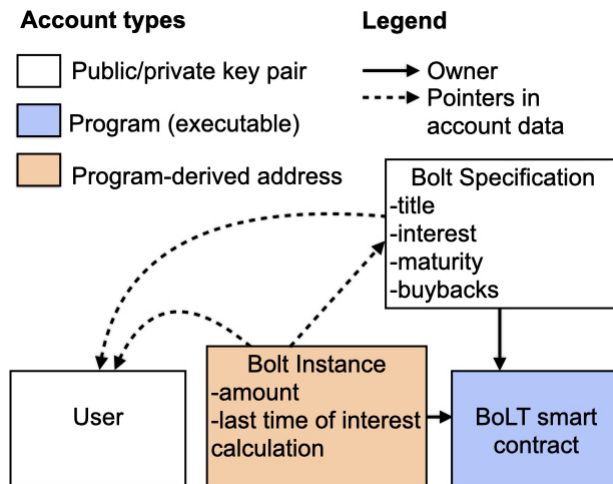 Account types
Public/private key pair
Program (executable)
Program-derived address
Legend
Owner
Pointers in
account data
Bolt Specification
-title
-interest
-maturity
-buybacks
User
Bolt Instance
-amount
-last time of interest
calculation
BoLT smart
contract